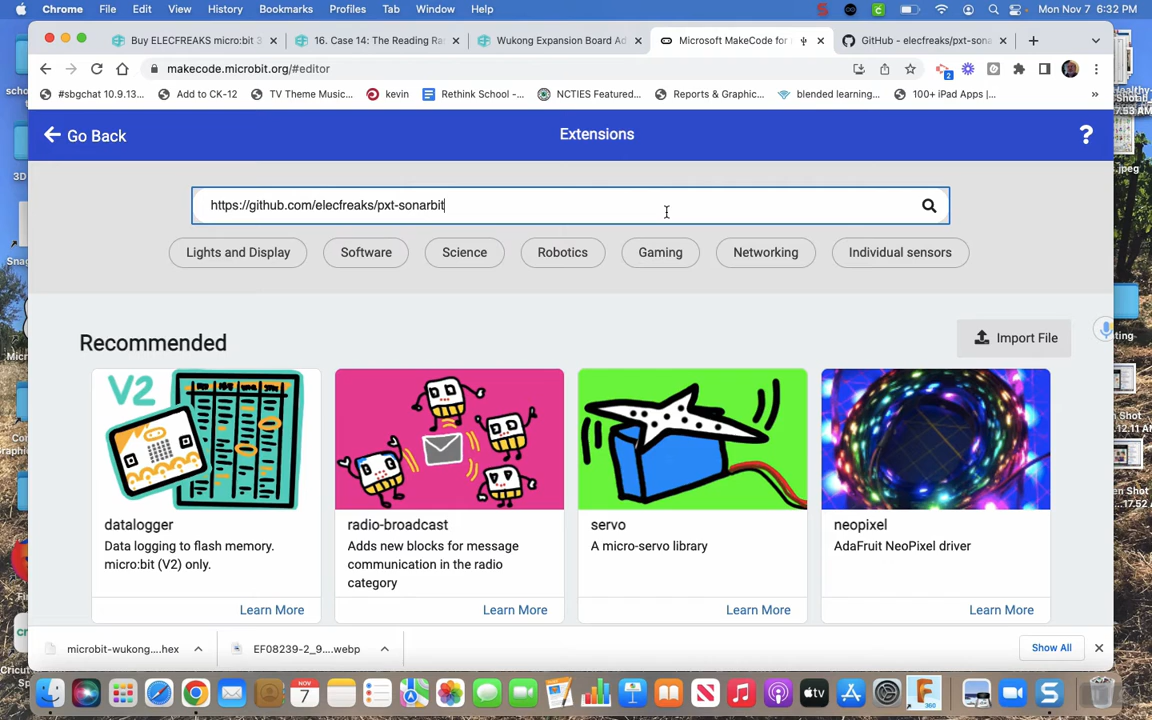 Chrome File Edit View History Bookmarks Profiles Tab Window Help Mon Nov 7 6:32 PM
Buy ELECFREAKS micro:bit 16. Case 14: The Reading Wukong Expansion Board Ad Microsoft MakeCode for GitHub - elecfreaks/pxt-sona
makecode.microbit.org/#editor
#sbgchat 10.9.13... Add to CK-12 TV Theme Music... kevin Rethink School -... NCTIES Featured... Reports & Graphic... blended learning... 100+ iPad Apps |... »
Go Back Extensions ?
https://github.com/elecfreaks/pxt-sonarbit
Lights and Display Software Science Robotics Gaming Networking Individual sensors
Recommended Import File
V2
datalogger
Data logging to flash memory.
micro:bit (V2) only.
Learn More
radio-broadcast
Adds new blocks for message
communication in the radio
category
Learn More
servo
A micro-servo library
Learn More
neopixel
AdaFruit NeoPixel driver
Learn More
microbit-wukong....hex EF08239-2_9....webp Show All
NOV
7
tv
360